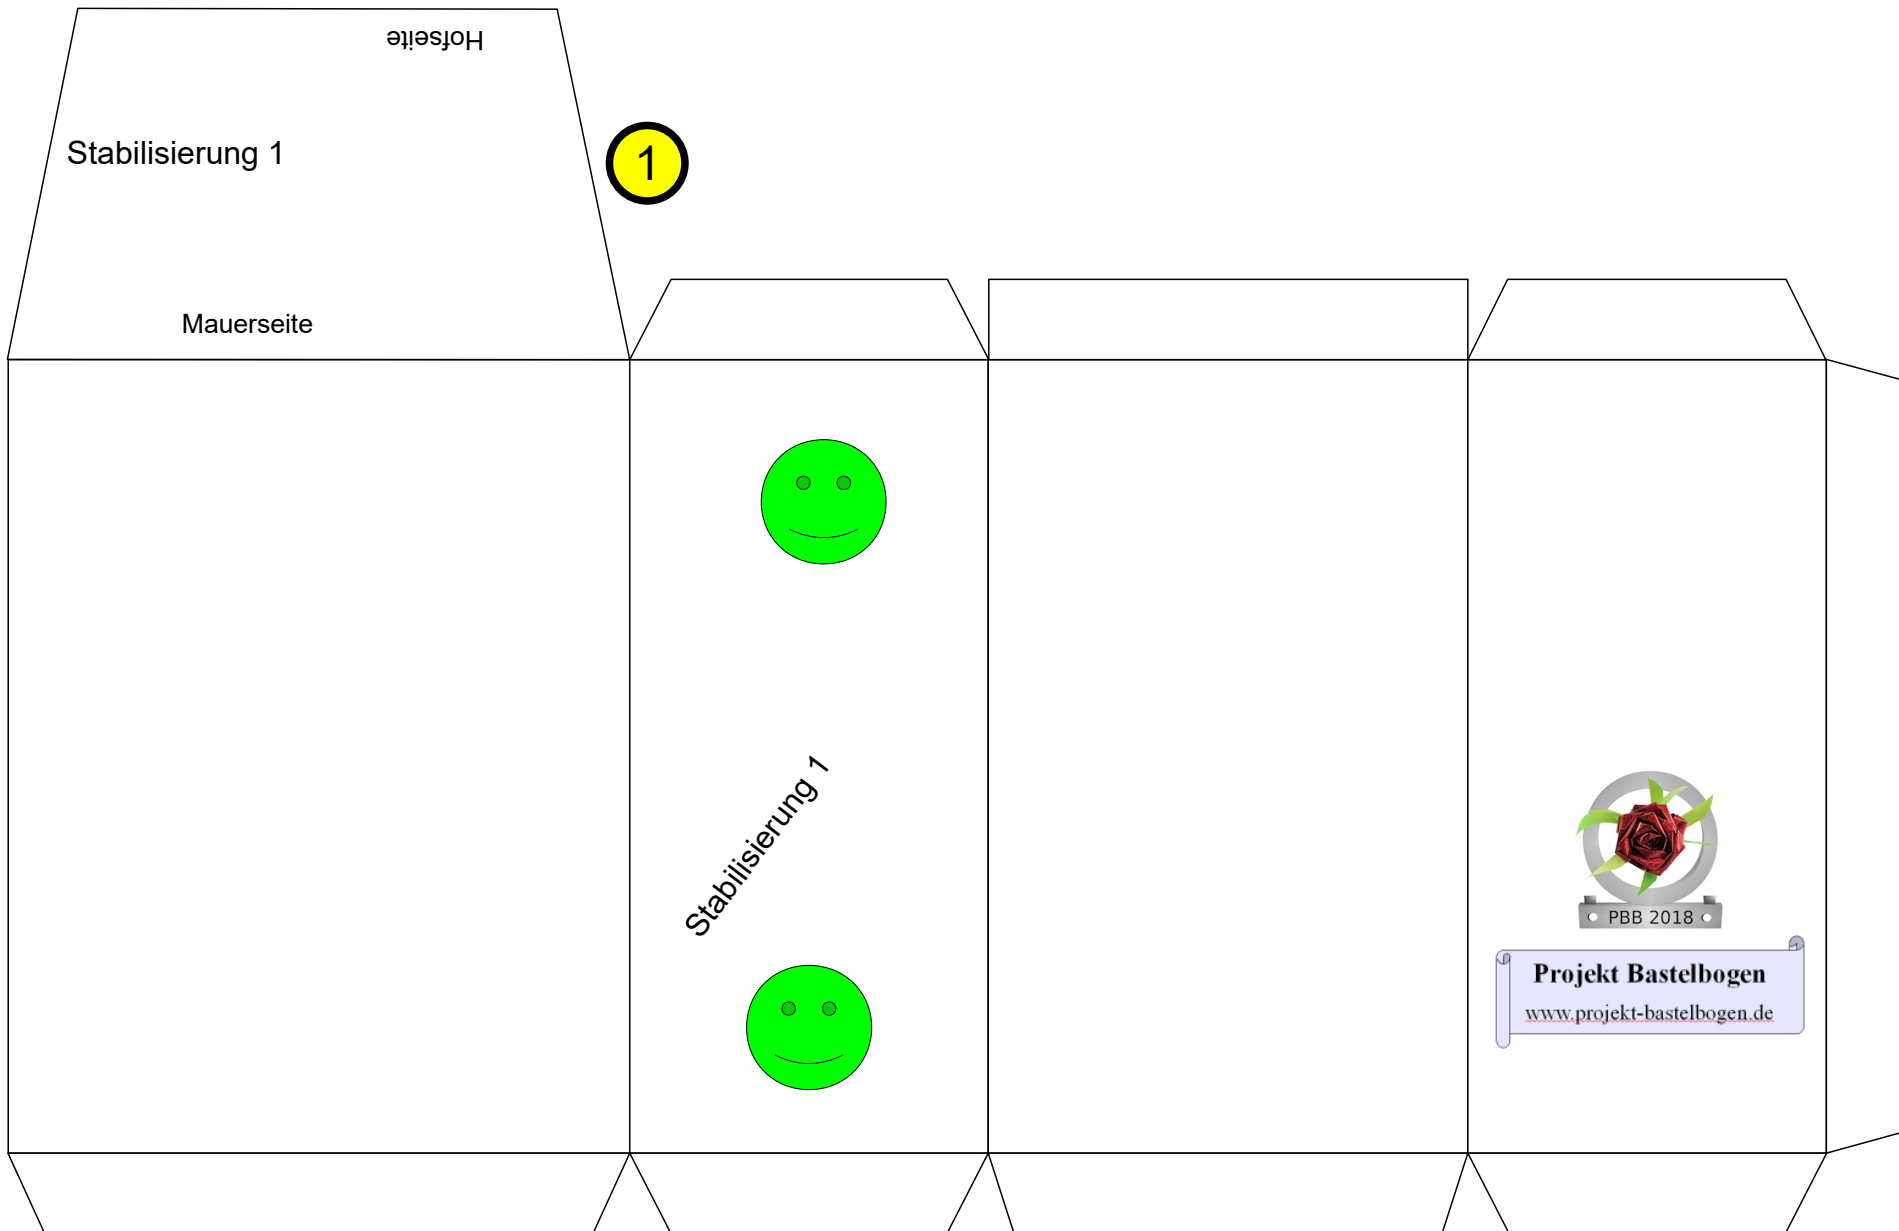 Hofseite
Stabilisierung 1
1
Mauerseite
Stabilisierung 1
PBB 2018
Projekt Bastelbogen
www.projekt-bastelbogen.de